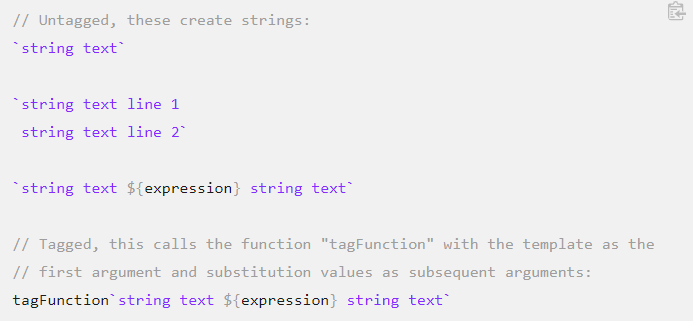 // Untagged, these create strings:
`string text`
`string text line 1
 string text line 2`
`string text ${expression} string text`
// Tagged, this calls the function "tagFunction" with the template as the
// first argument and substitution values as subsequent arguments:
tagFunction`string text ${expression} string text`